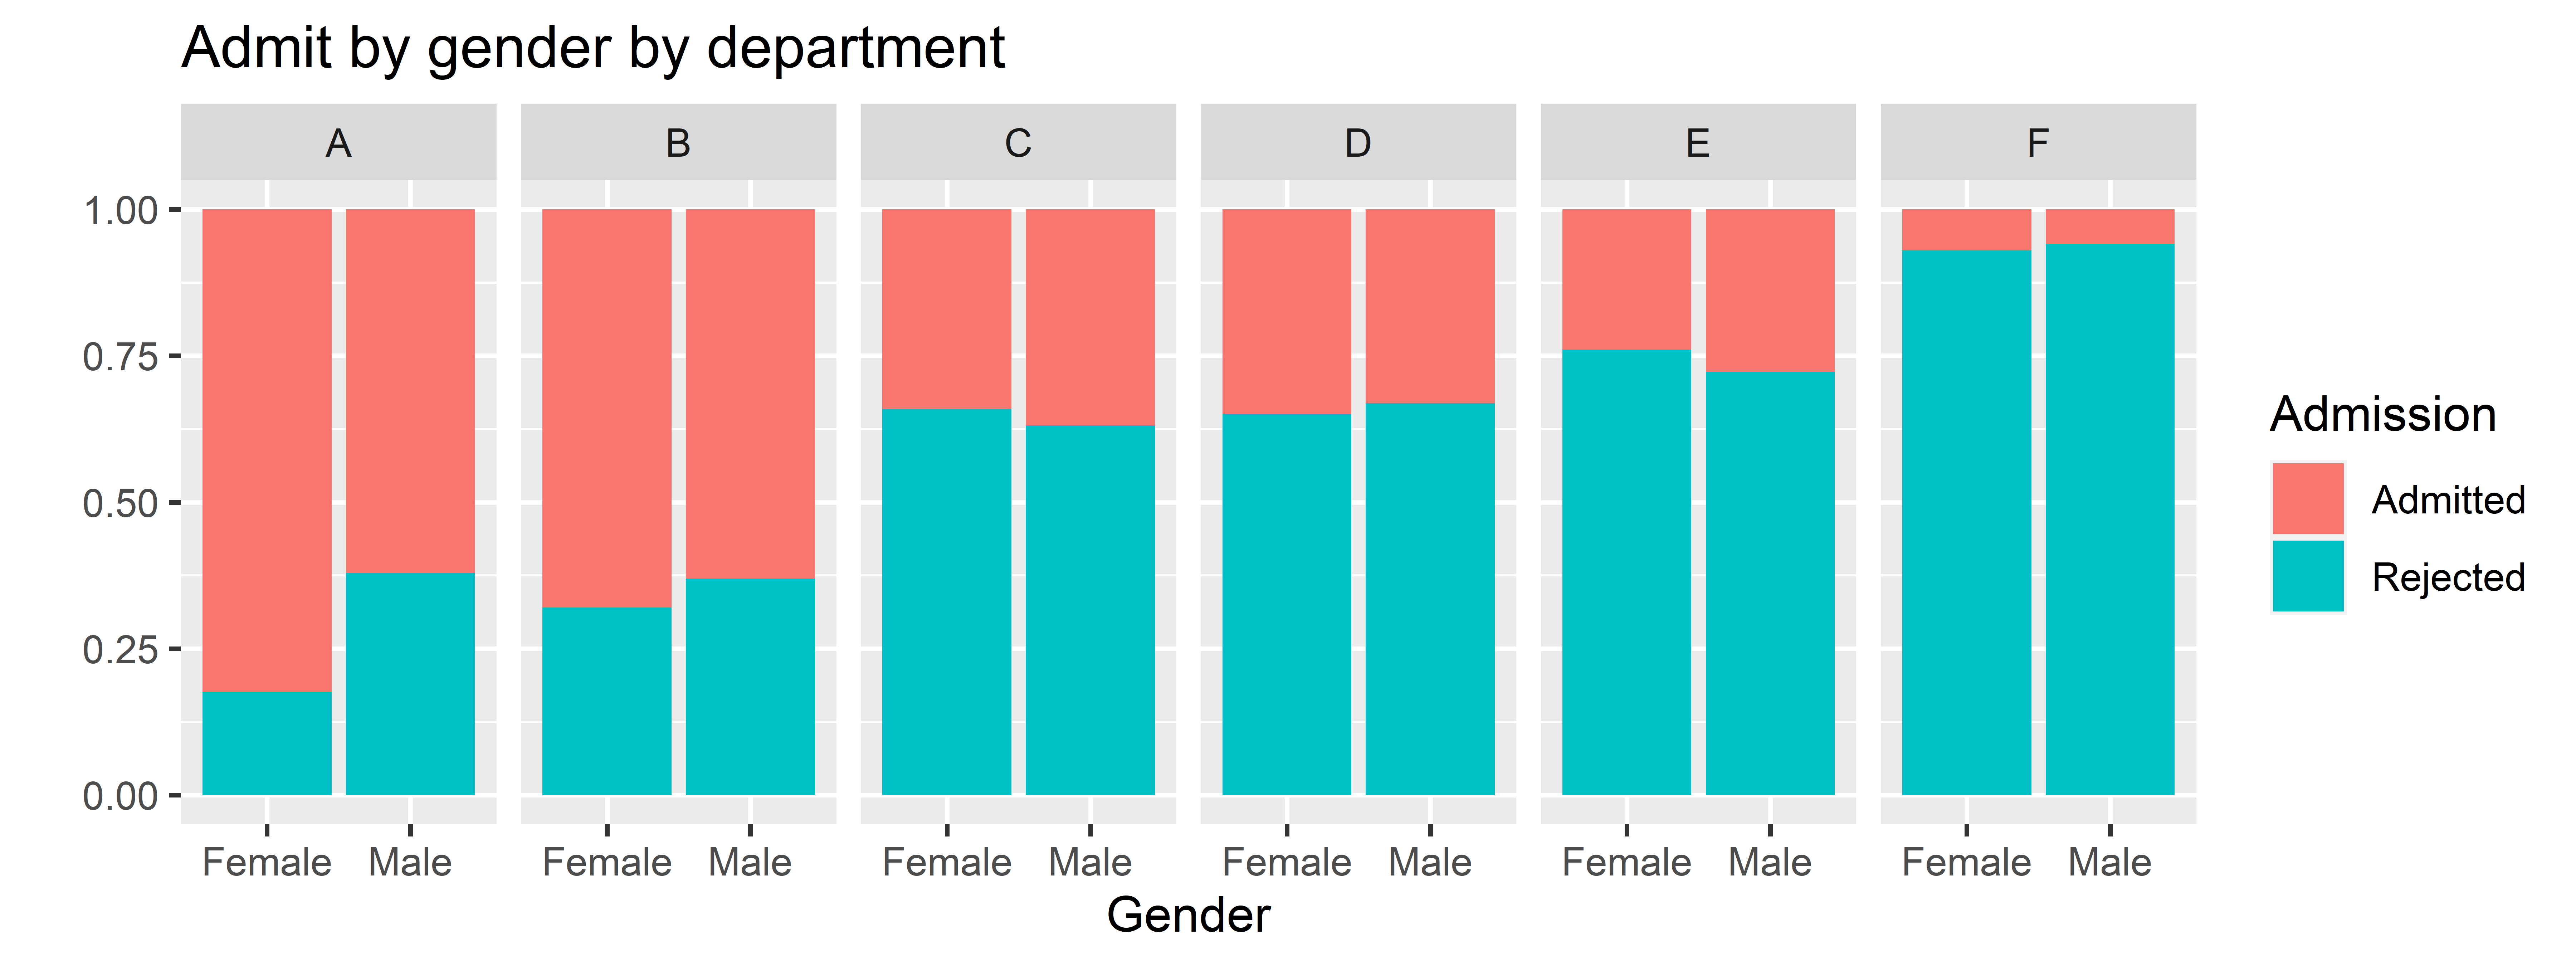 Admit by gender by department
A B C D E F
1.00
0.75
0.50
0.25
0.00
Female Male Female Male Female Male Female Male Female Male Female Male
Gender
Admission
Admitted
Rejected